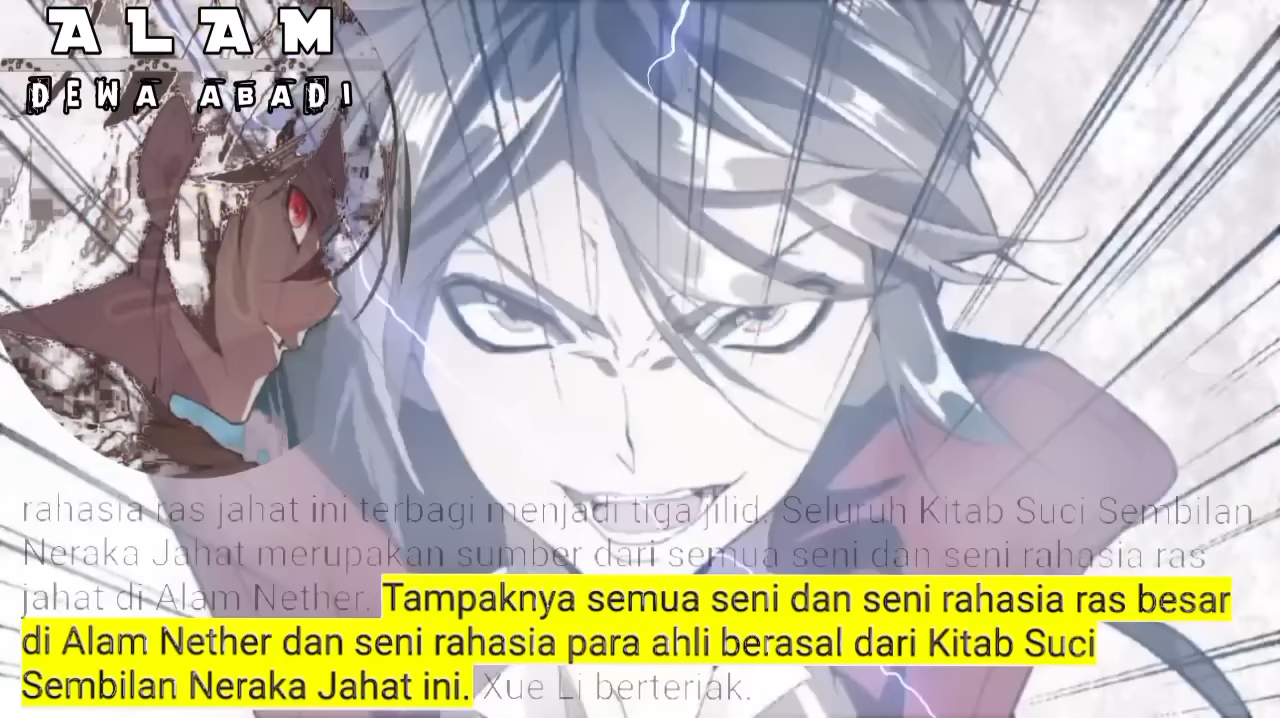 ALAM
DEWA ABADI
rahasia ras jahat ini terbagi menjadi tiga jilid. Seluruh Kitab Suci Sembilan
Neraka Jahat merupakan sumber dari semua seni dan seni rahasia ras
jahat di Alam Nether. Tampaknya semua seni dan seni rahasia ras besar
di Alam Nether dan seni rahasia para ahli berasal dari Kitab Suci
Sembilan Neraka Jahat ini. Xue Li berteriak.